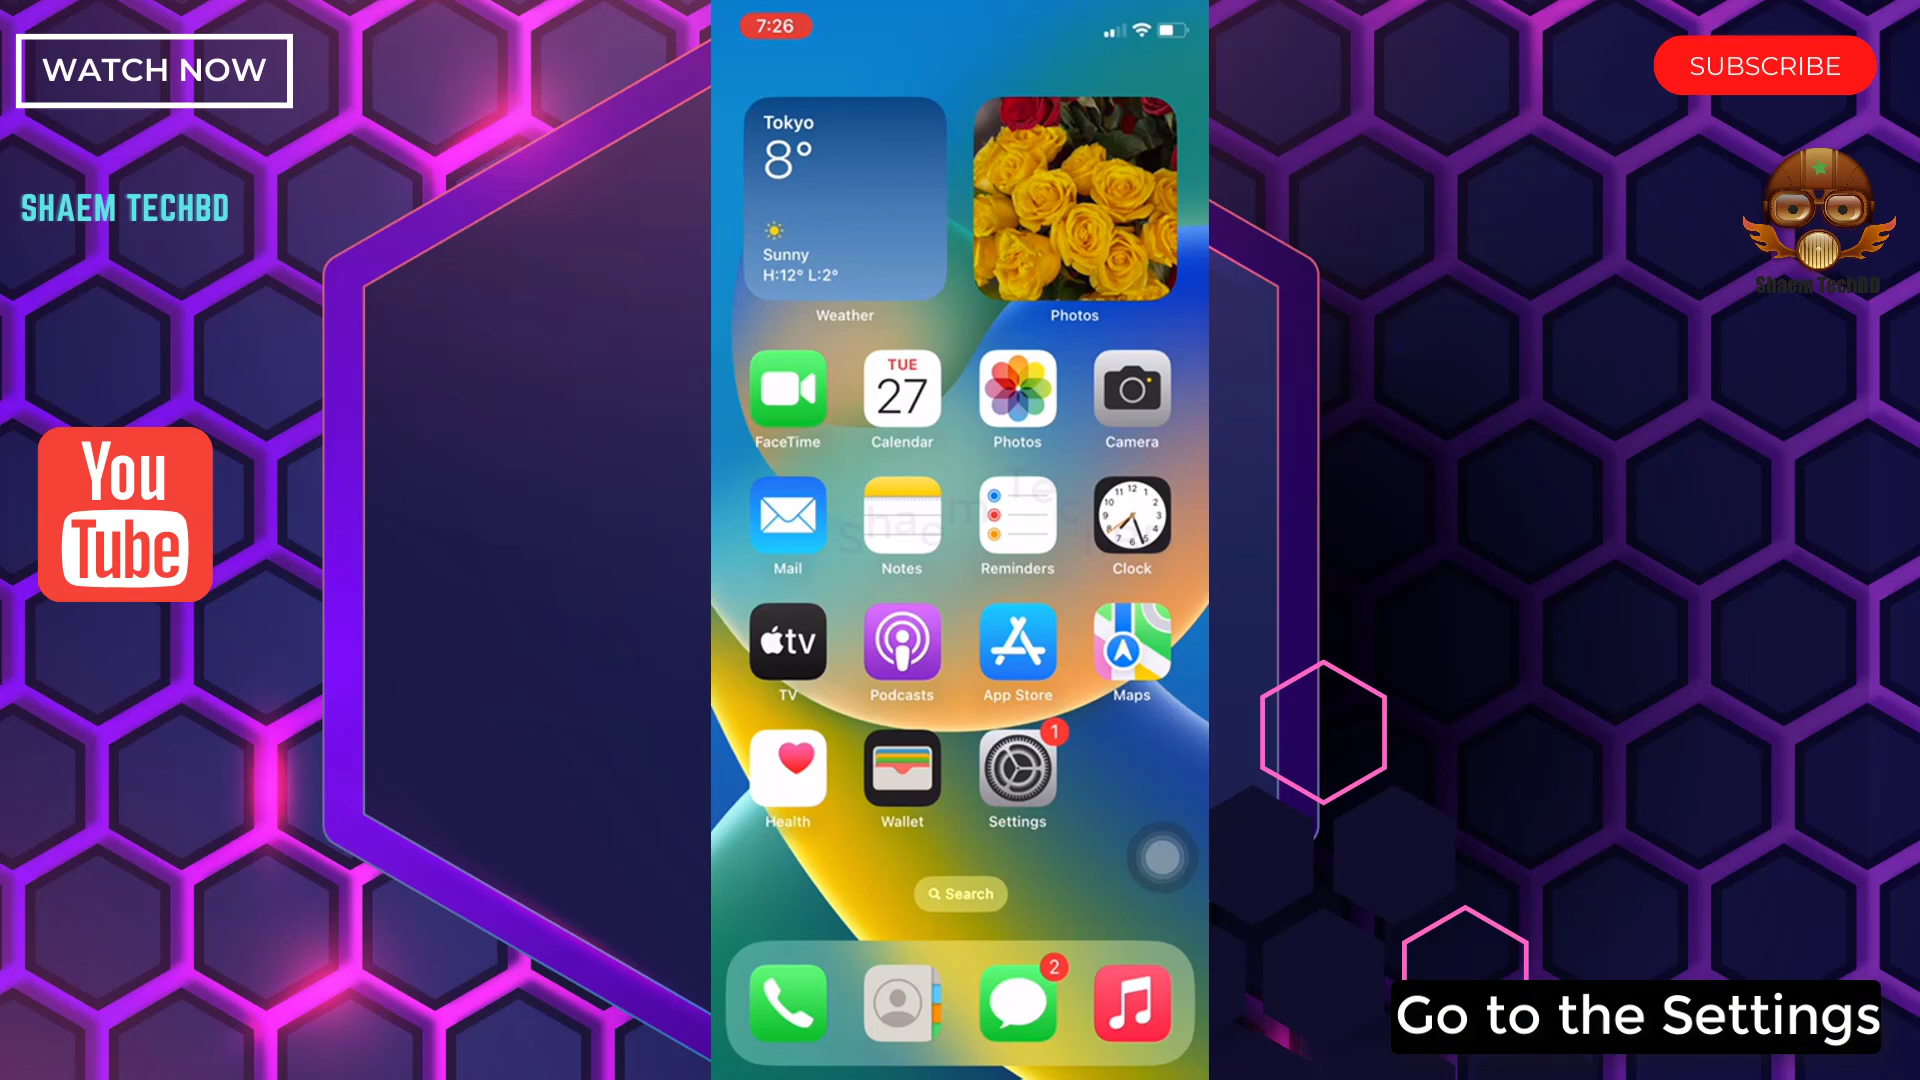 WATCH NOW
SUBSCRIBE
SHAEM TECHBD
Shaem TechBD
You
Tube
7:26
Tokyo
8°
Sunny
H:12° L:2°
Weather
Photos
TUE
27
FaceTime
Calendar
Photos
Camera
Mail
Notes
Reminders
Clock
tv
TV
Podcasts
App Store
Maps
1
Health
Wallet
Settings
Search
2
Go to the Settings